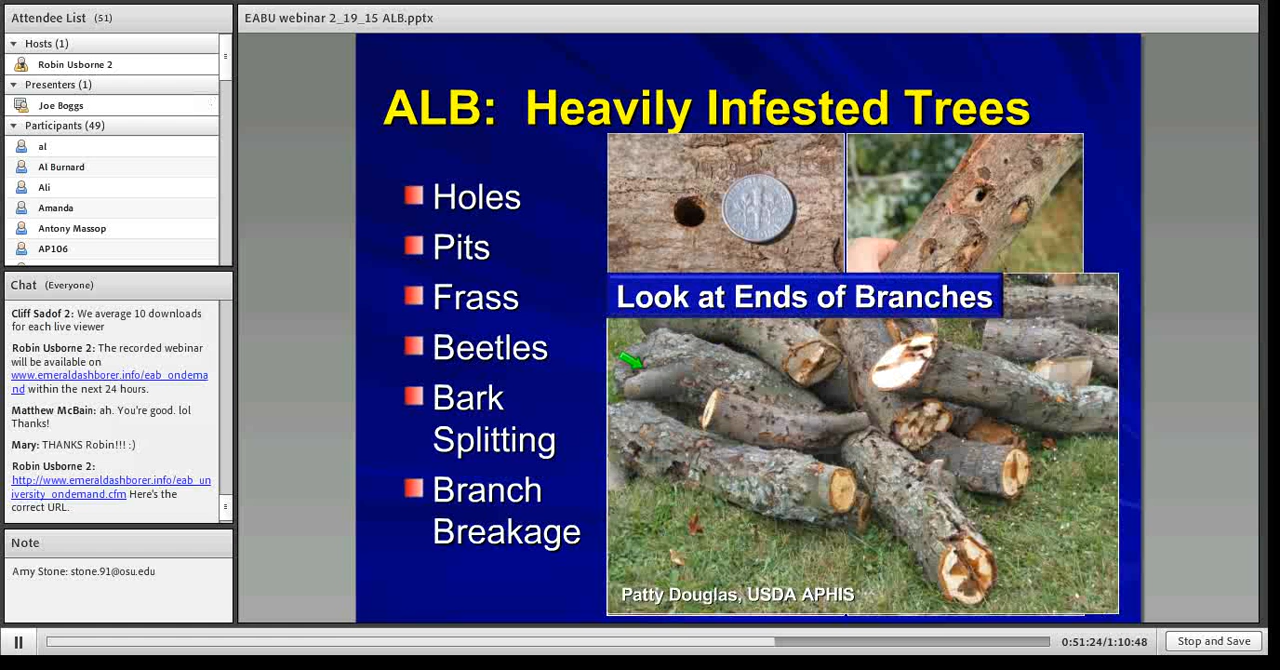 Attendee List (51)
Hosts (1)
Robin Usborne 2
Presenters (1)
Joe Boggs
Participants (49)
al
Al Burnard
Ali
Amanda
Antony Massop
AP106
Chat (Everyone)
Cliff Sadof 2: We average 10 downloads
for each live viewer
Robin Usborne 2: The recorded webinar
will be available on
www.emeraldashborer.info/eab_ondema
nd within the next 24 hours.
Matthew McBain: ah. You're good. lol
Thanks!
Mary: THANKS Robin!!! :)
Robin Usborne 2:
http://www.emeraldashborer.info/eab_un
iversity_ondemand.cfm Here's the
correct URL.
Note
Amy Stone: stone.91@osu.edu
EABU webinar 2_19_15 ALB.pptx
ALB: Heavily Infested Trees
Holes
Pits
Frass
Beetles
Bark
Splitting
Branch
Breakage
Look at Ends of Branches
Patty Douglas, USDA APHIS
0:51:24/1:10:48
Stop and Save